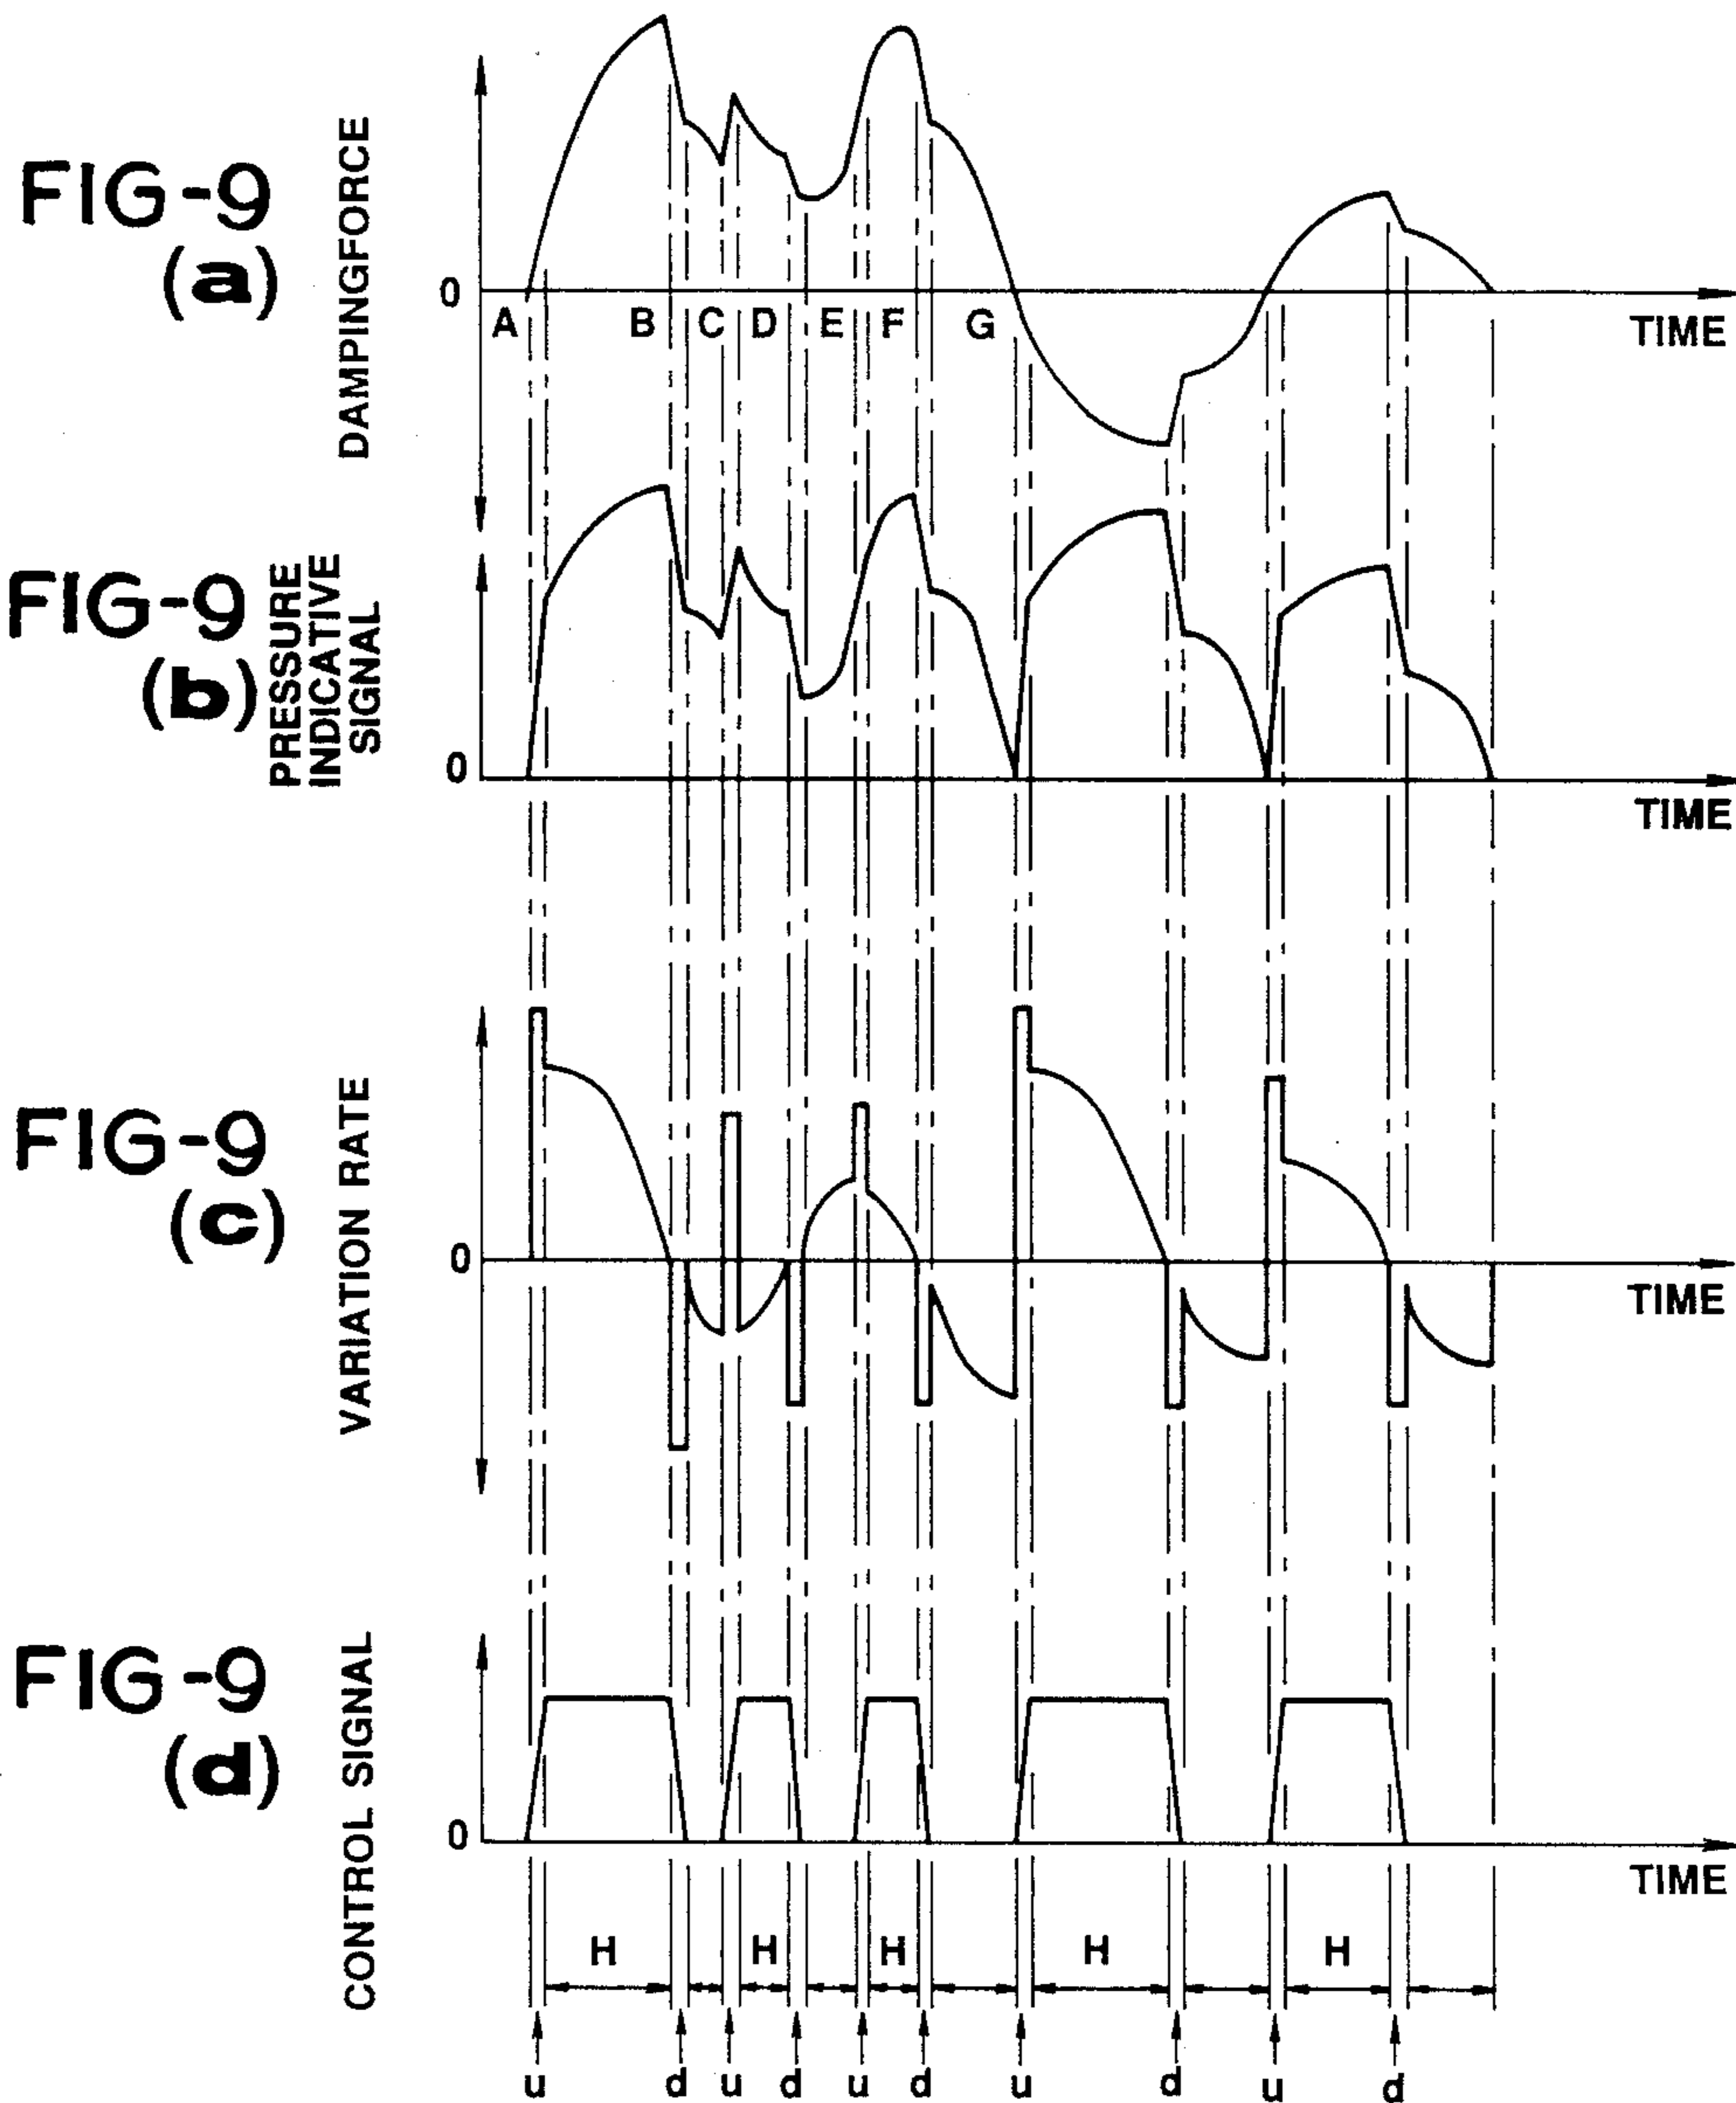 FIG-9
(a)
DAMPINGFORCE
0
A B C D E F G
TIME
FIG-9
(b)
PRESSURE
INDICATIVE
SIGNAL
0
TIME
FIG-9
(c)
VARIATION RATE
0
TIME
FIG-9
(d)
CONTROL SIGNAL
0
TIME
H H H H H
u d u d u d u d u d